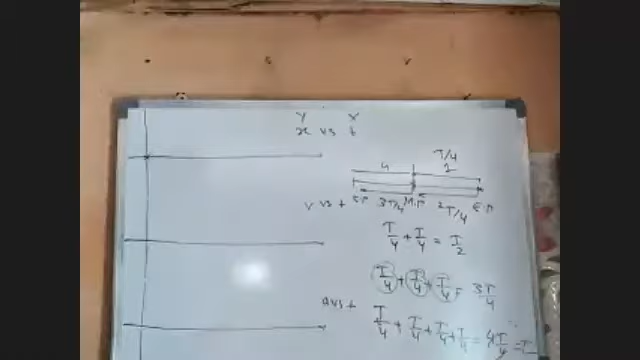 Y X
x vs t
T/4
4 2
v vs t E.P 3T/4 M.P 2T/4 E.P
T/4 + T/4 = T/2
T/4 + T/4 + T/4 = 3T/4
a vs t
T/4 + T/4 + T/4 + T/4 = 4T/4 = T